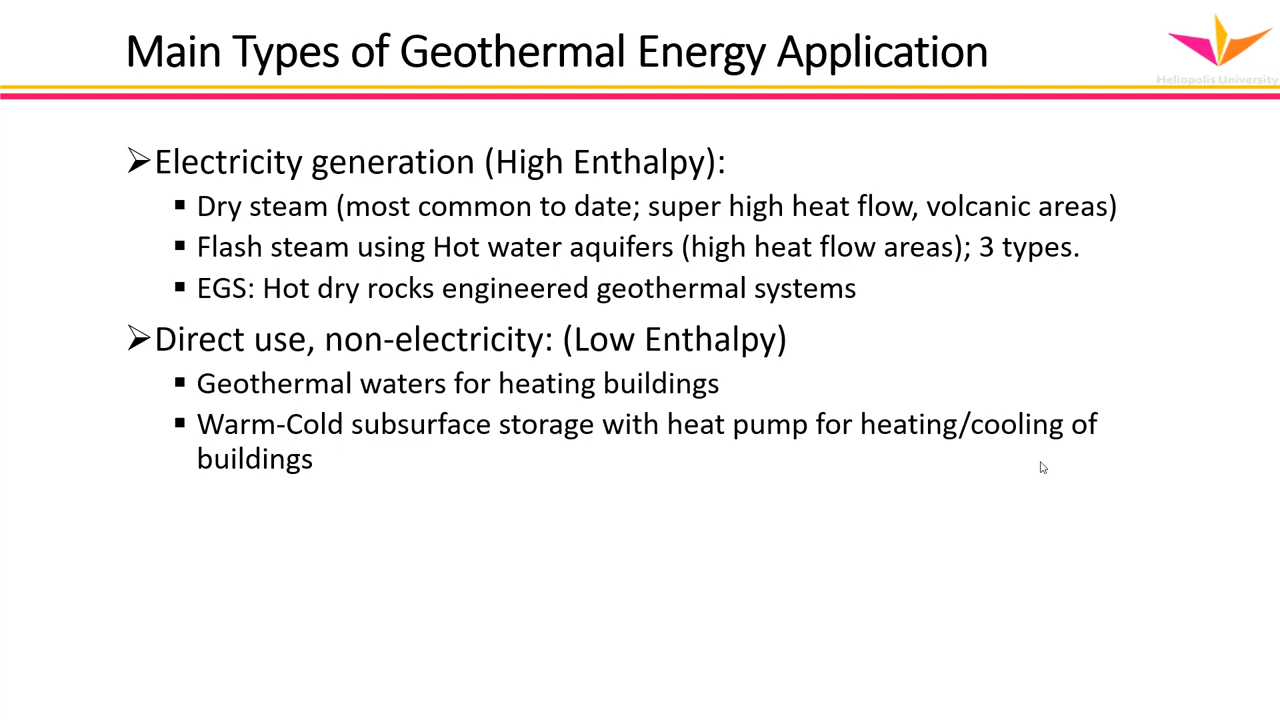 Main Types of Geothermal Energy Application
Heliopolis University
➢Electricity generation (High Enthalpy):
▪ Dry steam (most common to date; super high heat flow, volcanic areas)
▪ Flash steam using Hot water aquifers (high heat flow areas); 3 types.
▪ EGS: Hot dry rocks engineered geothermal systems
➢Direct use, non-electricity: (Low Enthalpy)
▪ Geothermal waters for heating buildings
▪ Warm-Cold subsurface storage with heat pump for heating/cooling of
buildings